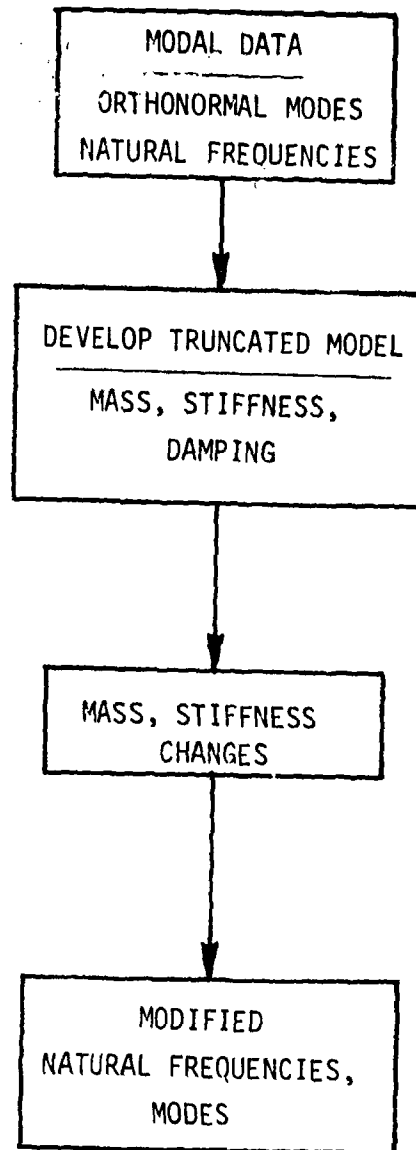 MODAL DATA
ORTHONORMAL MODES
NATURAL FREQUENCIES
DEVELOP TRUNCATED MODEL
MASS, STIFFNESS,
DAMPING
MASS, STIFFNESS
CHANGES
MODIFIED
NATURAL FREQUENCIES,
MODES